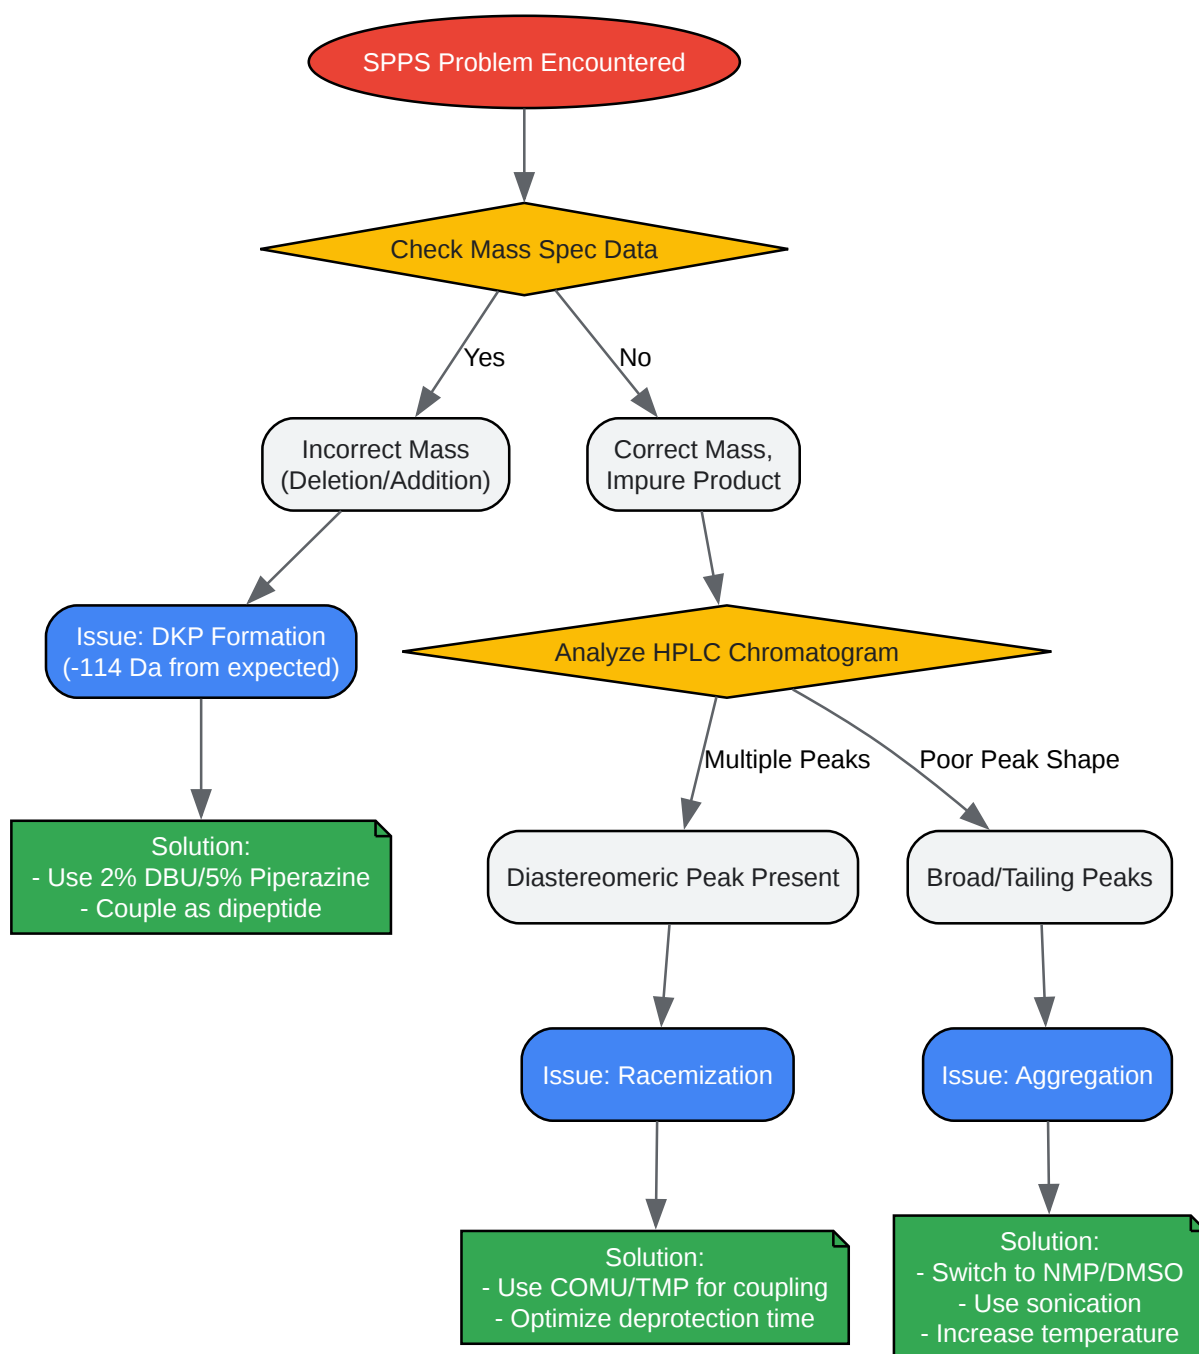 SPPS Problem Encountered
Check Mass Spec Data
Yes
No
Incorrect Mass
(Deletion/Addition)
Correct Mass,
Impure Product
Issue: DKP Formation
(-114 Da from expected)
Analyze HPLC Chromatogram
Multiple Peaks
Poor Peak Shape
Solution:
- Use 2% DBU/5% Piperazine
- Couple as dipeptide
Diastereomeric Peak Present
Broad/Tailing Peaks
Issue: Racemization
Issue: Aggregation
Solution:
- Use COMU/TMP for coupling
- Optimize deprotection time
Solution:
- Switch to NMP/DMSO
- Use sonication
- Increase temperature